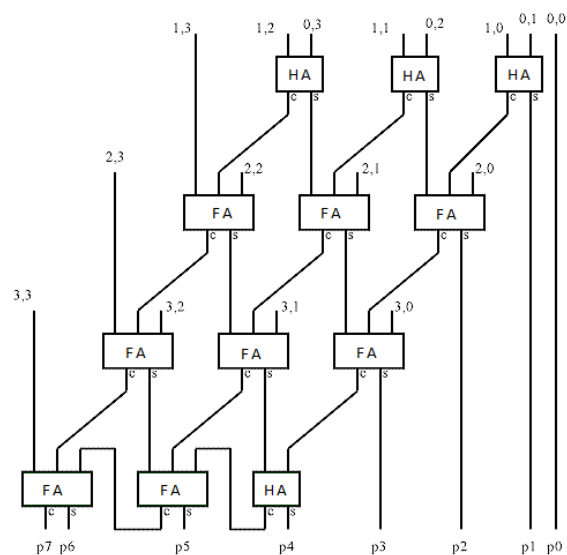 1,3 1,2 0,3 1,1 0,2 1,0 0,1 0,0
HA HA HA
c s c s c s
2,3 2,2 2,1 2,0
FA FA FA
c s c s c s
3,3 3,2 3,1 3,0
FA FA FA
c s c s c s
FA FA HA
c s c s c s
p7 p6 p5 p4 p3 p2 p1 p0